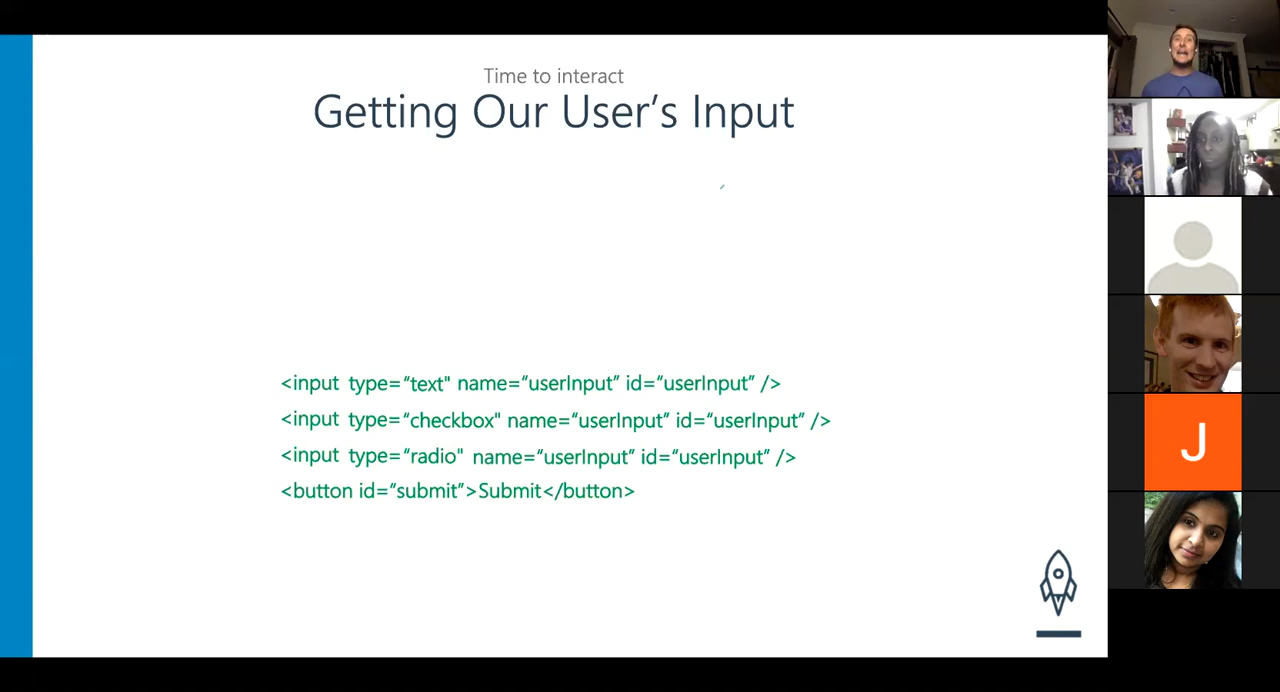 Time to interact
Getting Our User’s Input
<input type=“text" name=“userInput” id=“userInput” />
<input type=“checkbox" name=“userInput” id=“userInput” />
<input type=“radio" name=“userInput” id=“userInput” />
<button id=“submit”>Submit</button>
J